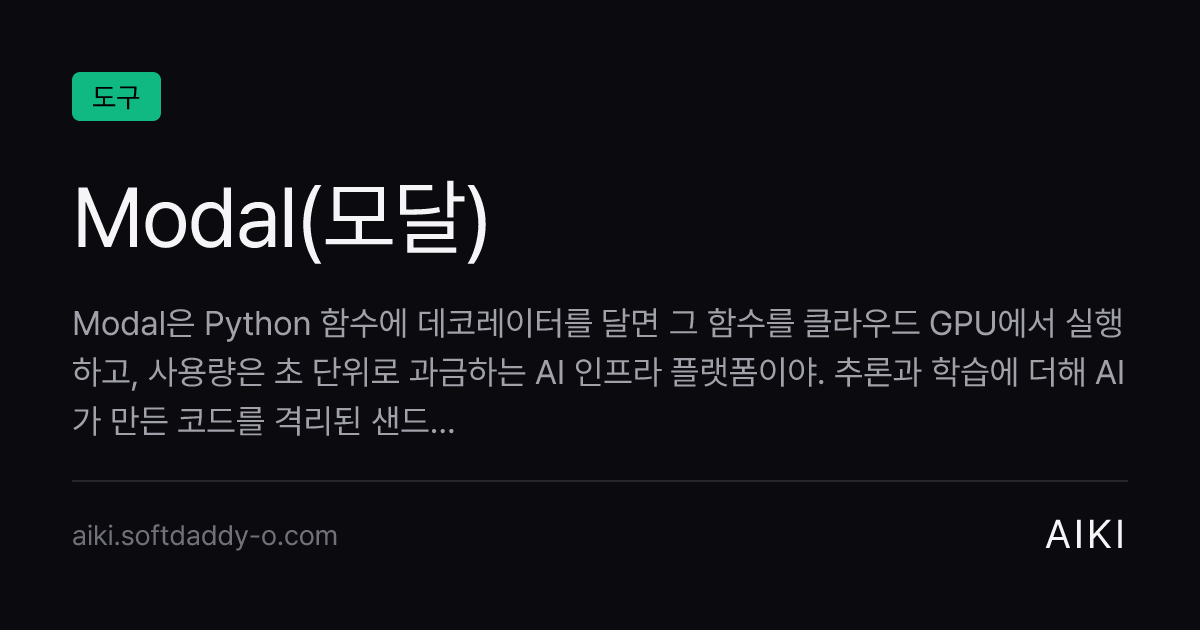 도구
Modal(모달)
Modal은 Python 함수에 데코레이터를 달면 그 함수를 클라우드 GPU에서 실행
하고, 사용량은 초 단위로 과금하는 AI 인프라 플랫폼이야. 추론과 학습에 더해 AI
가 만든 코드를 격리된 샌드...
aiki.softdaddy-o.com
AIKI